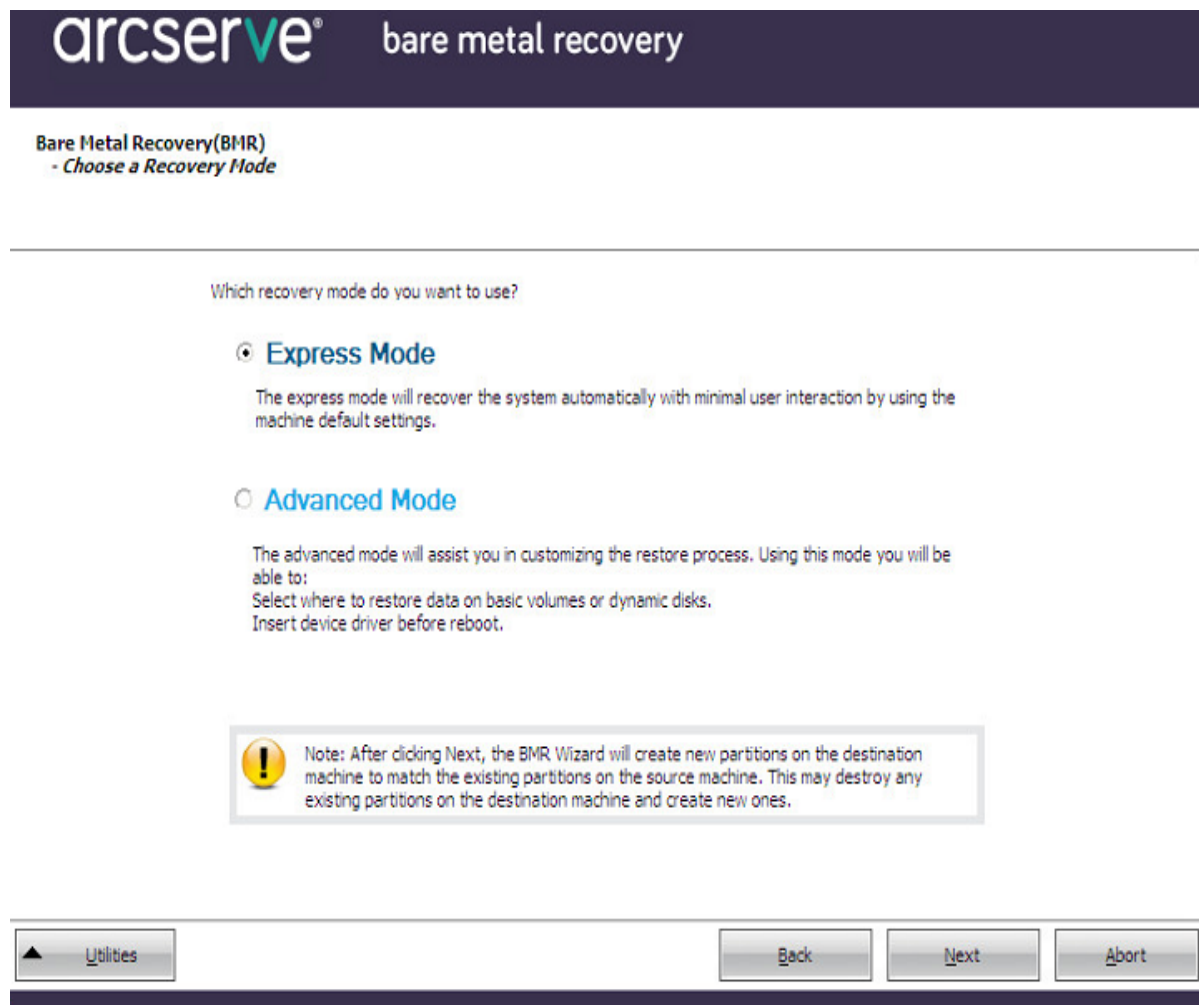 arcserve® bare metal recovery
Bare Metal Recovery(BMR)
- Choose a Recovery Mode
Which recovery mode do you want to use?
Express Mode
The express mode will recover the system automatically with minimal user interaction by using the
machine default settings.
Advanced Mode
The advanced mode will assist you in customizing the restore process. Using this mode you will be
able to:
Select where to restore data on basic volumes or dynamic disks.
Insert device driver before reboot.
Note: After clicking Next, the BMR Wizard will create new partitions on the destination
machine to match the existing partitions on the source machine. This may destroy any
existing partitions on the destination machine and create new ones.
Utilities Back Next Abort